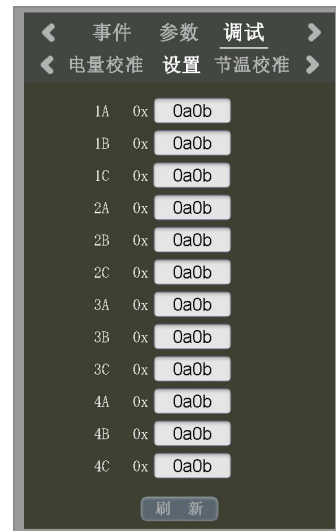 事件 参数 调试
电量校准 设置 节温校准
1A 0x 0a0b
1B 0x 0a0b
1C 0x 0a0b
2A 0x 0a0b
2B 0x 0a0b
2C 0x 0a0b
3A 0x 0a0b
3B 0x 0a0b
3C 0x 0a0b
4A 0x 0a0b
4B 0x 0a0b
4C 0x 0a0b
刷 新